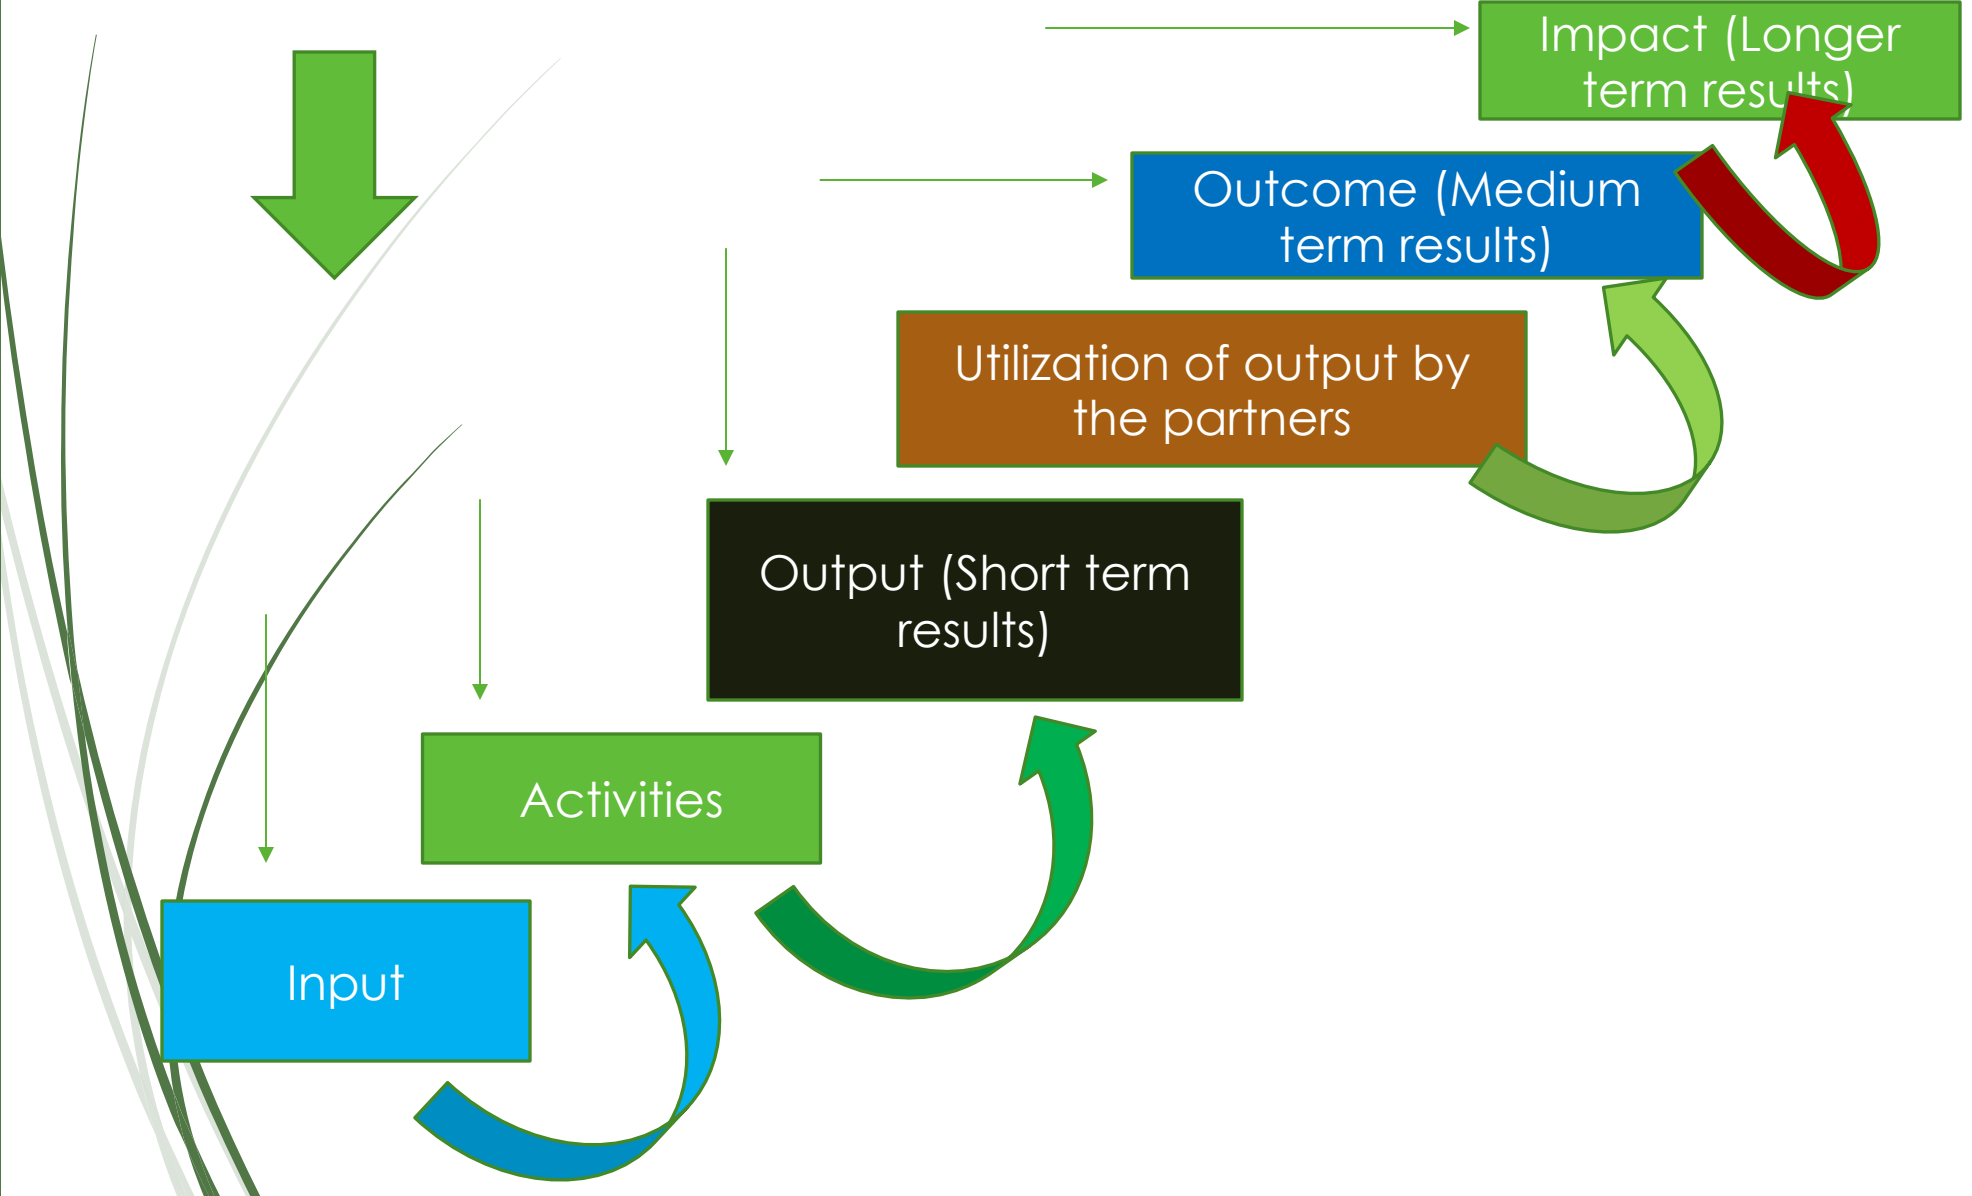 Impact (Longer
term results)
Outcome (Medium
term results)
Utilization of output by
the partners
Output (Short term
results)
Activities
Input